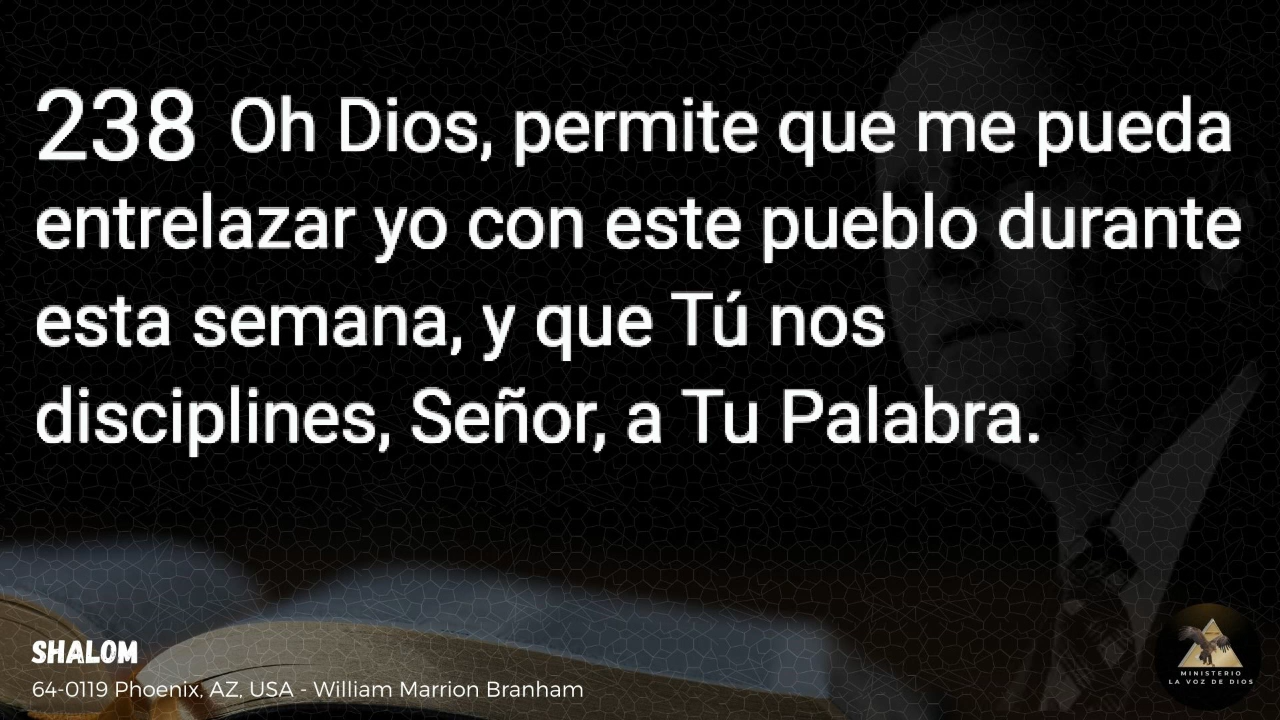 238 Oh Dios, permite que me pueda
entrelazar yo con este pueblo durante
esta semana, y que Tú nos
disciplines, Señor, a Tu Palabra.
SHALOM
64-0119 Phoenix, AZ, USA - William Marrion Branham
MINISTERIO
LA VOZ DE DIOS